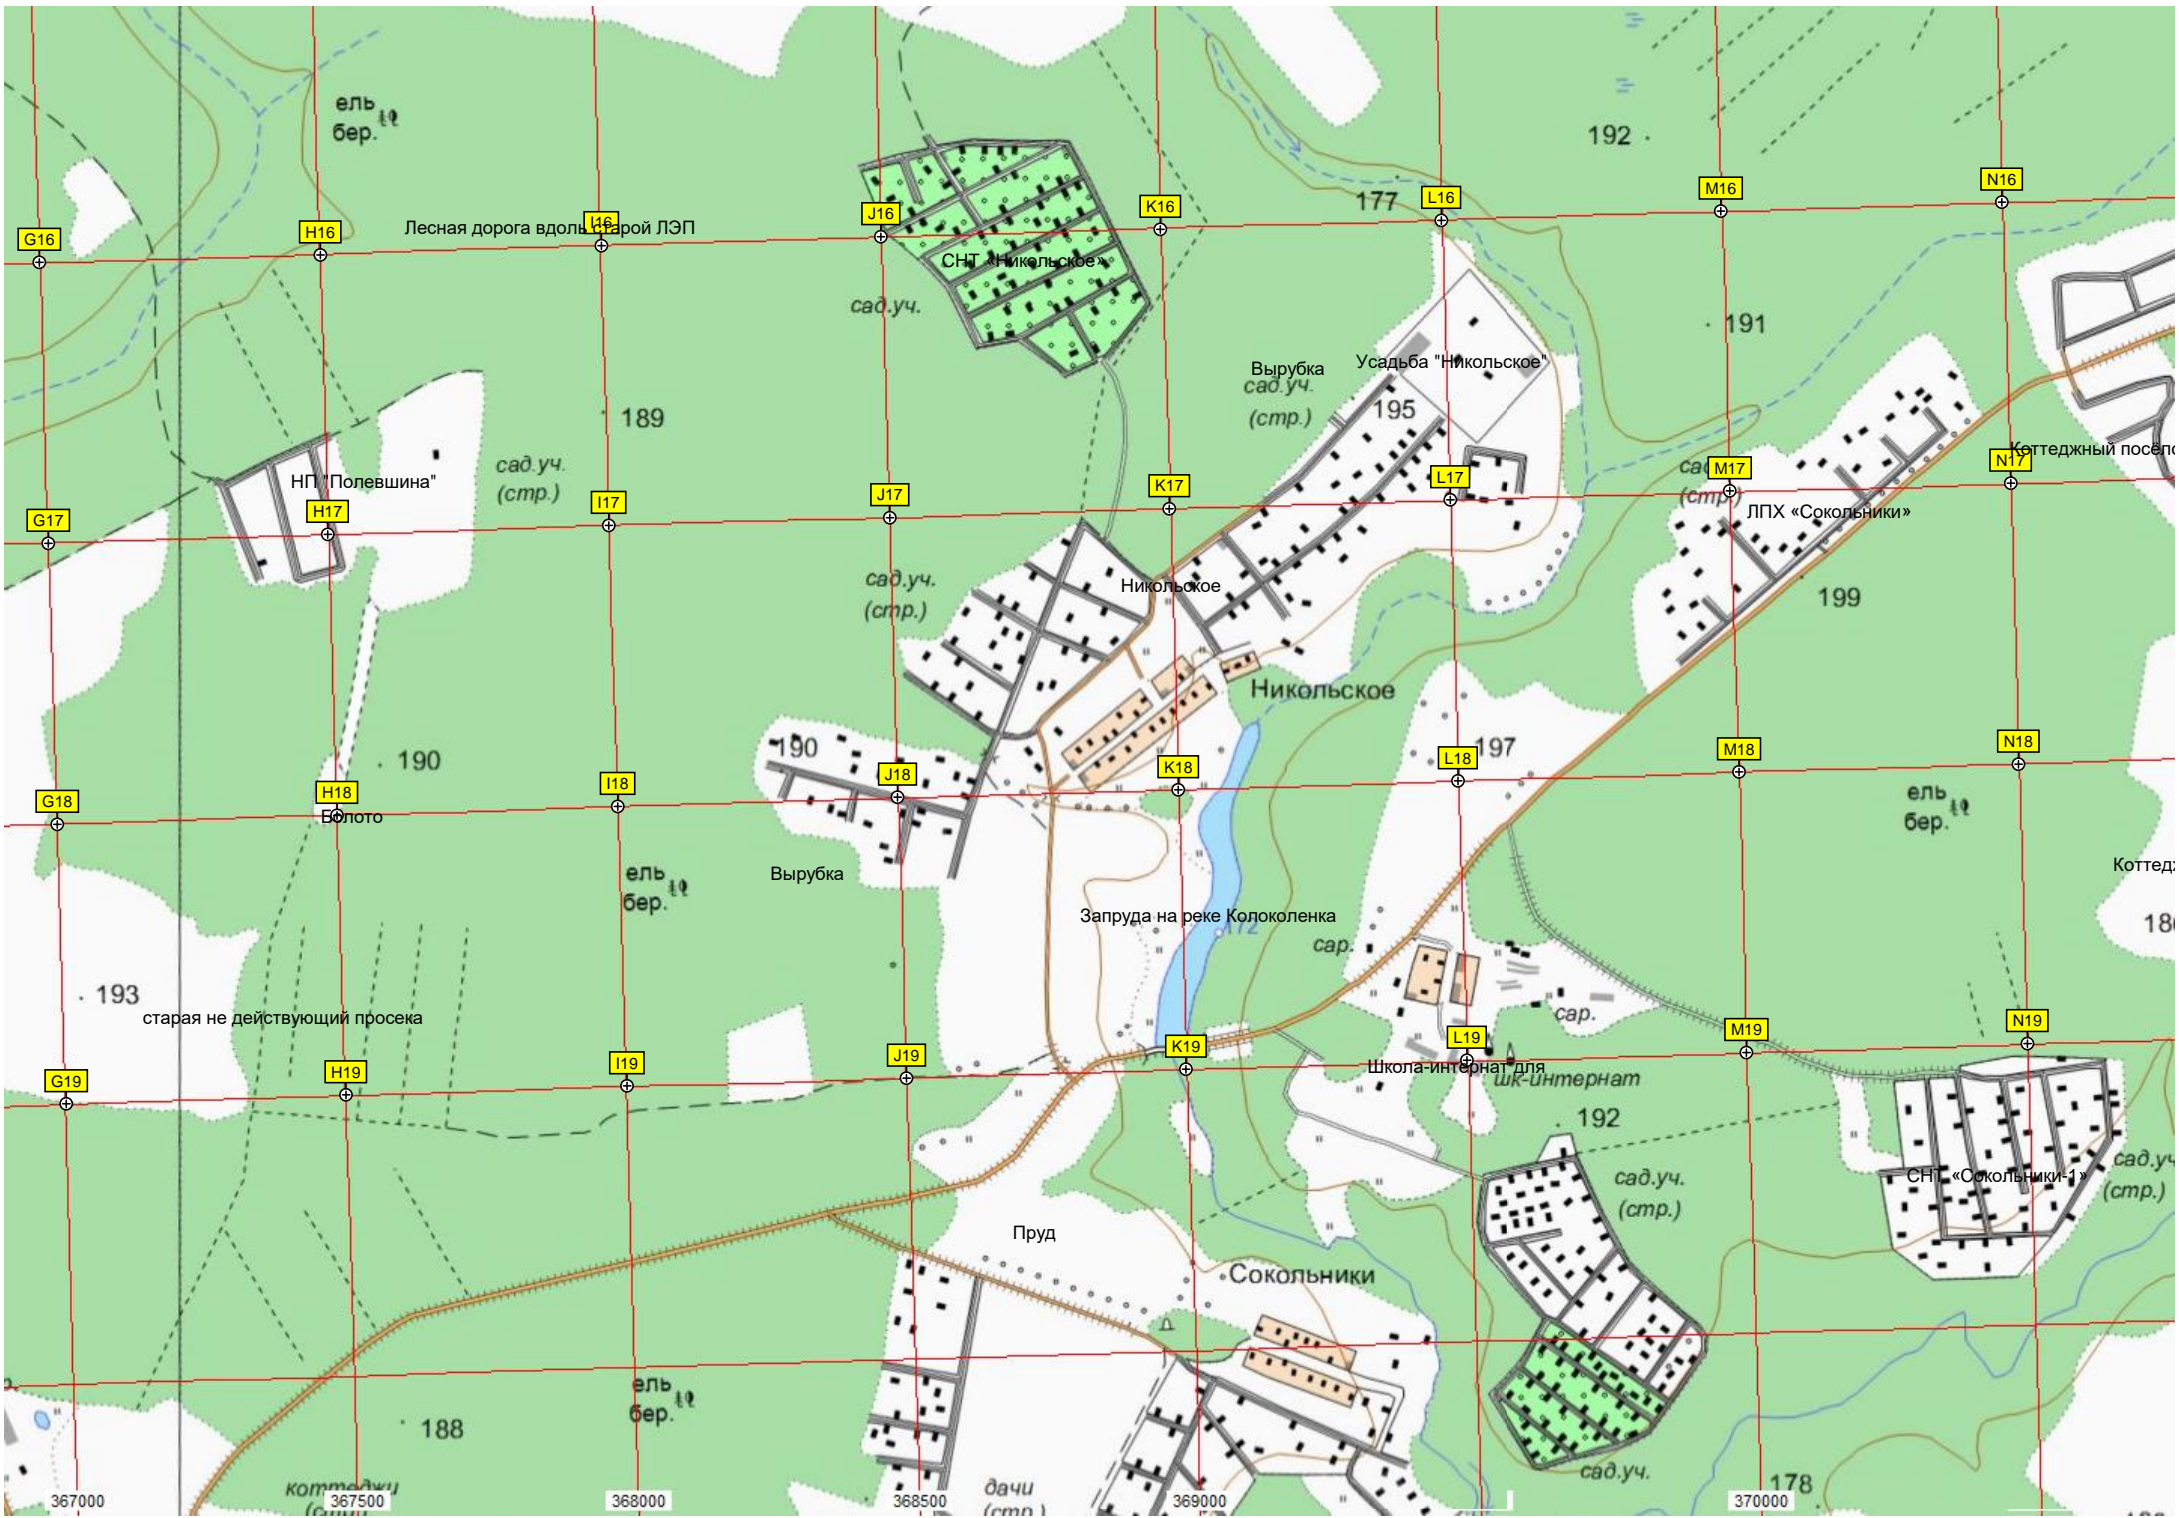 ель
бер.
192
177
L16
M16
N16
K16
J16
I16
H16
G16
Лесная дорога вдоль старой ЛЭП
СНТ «Никольское»
сад.уч.
191
189
Вырубка
сад.уч.
(стр.)
Усадьба "Никольское"
195
Коттеджный посёло
НП "Полевшина"
сад.уч.
(стр.)
G17
H17
I17
J17
K17
L17
сад
(стр.)
M17
N17
ЛПХ «Сокольники»
сад.уч.
(стр.)
Никольское
199
Никольское
190
190
197
G18
H18
I18
J18
K18
L18
M18
N18
Болото
ель
бер.
ель
бер.
Вырубка
Коттедж
186
Запруда на реке Колоколенка
172
сар.
193
старая не действующий просека
сар.
G19
H19
I19
J19
K19
L19
M19
N19
Школа-интернат для
шк-интернат
192
сад.уч.
(стр.)
СНТ «Сокольники-1»
сад.уч
(стр.)
Пруд
Сокольники
ель
бер.
188
сад.уч.
178
коттеджи
дачи
(стр.)
367000
367500
368000
368500
369000
370000